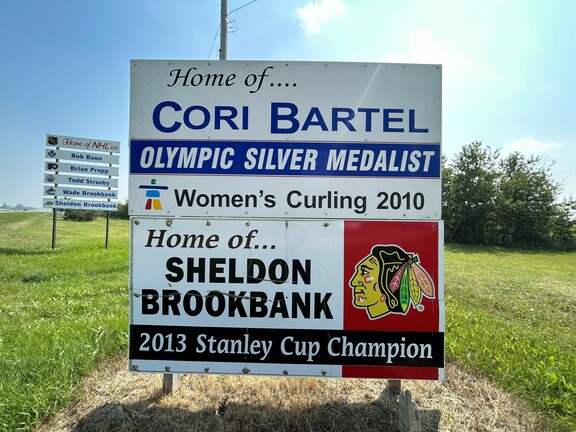 Home of....
CORI BARTEL
OLYMPIC SILVER MEDALIST
Women's Curling 2010
Home of...
SHELDON
BROOKBANK
2013 Stanley Cup Champion
Home of NHL'ers
Bob Baun
Brian Propp
Todd Strueby
Wade Brookbank
Sheldon Brookbank